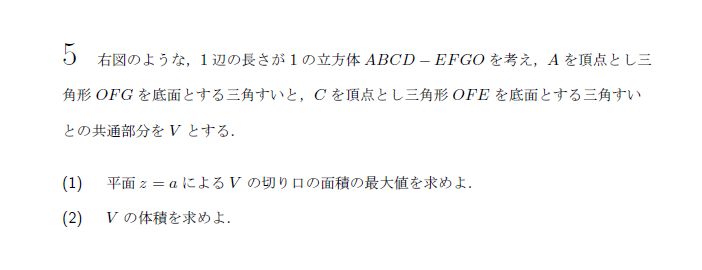 5 右図のような，1 辺の長さが 1 の立方体 ABCD − EFGO を考え，A を頂点とし三
角形 OFG を底面とする三角すいと，C を頂点とし三角形 OFE を底面とする三角すい
との共通部分を V とする．
(1) 平面 z = a による V の切り口の面積の最大値を求めよ．
(2) V の体積を求めよ．